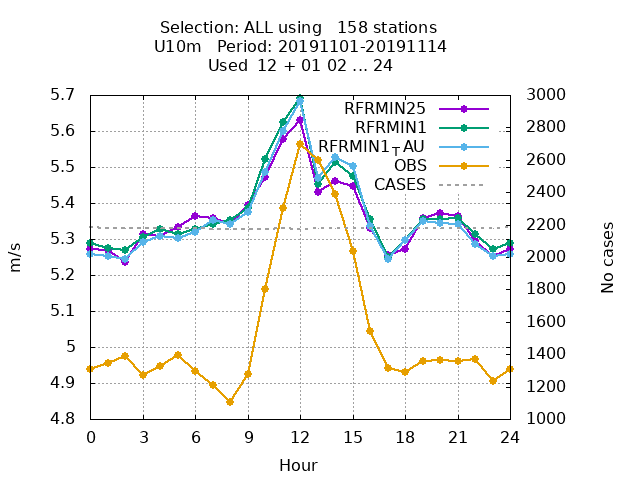 Selection: ALL using   158 stations
U10m   Period: 20191101-20191114
Used  12 + 01 02 ... 24
5.7
5.6
5.5
5.4
5.3
5.2
5.1
5
4.9
4.8
3000
2800
2600
2400
2200
2000
1800
1600
1400
1200
1000
RFRMIN25
RFRMIN1
RFRMIN1┬AU
OBS
CASES
m/s
No cases
0 3 6 9 12 15 18 21 24
Hour